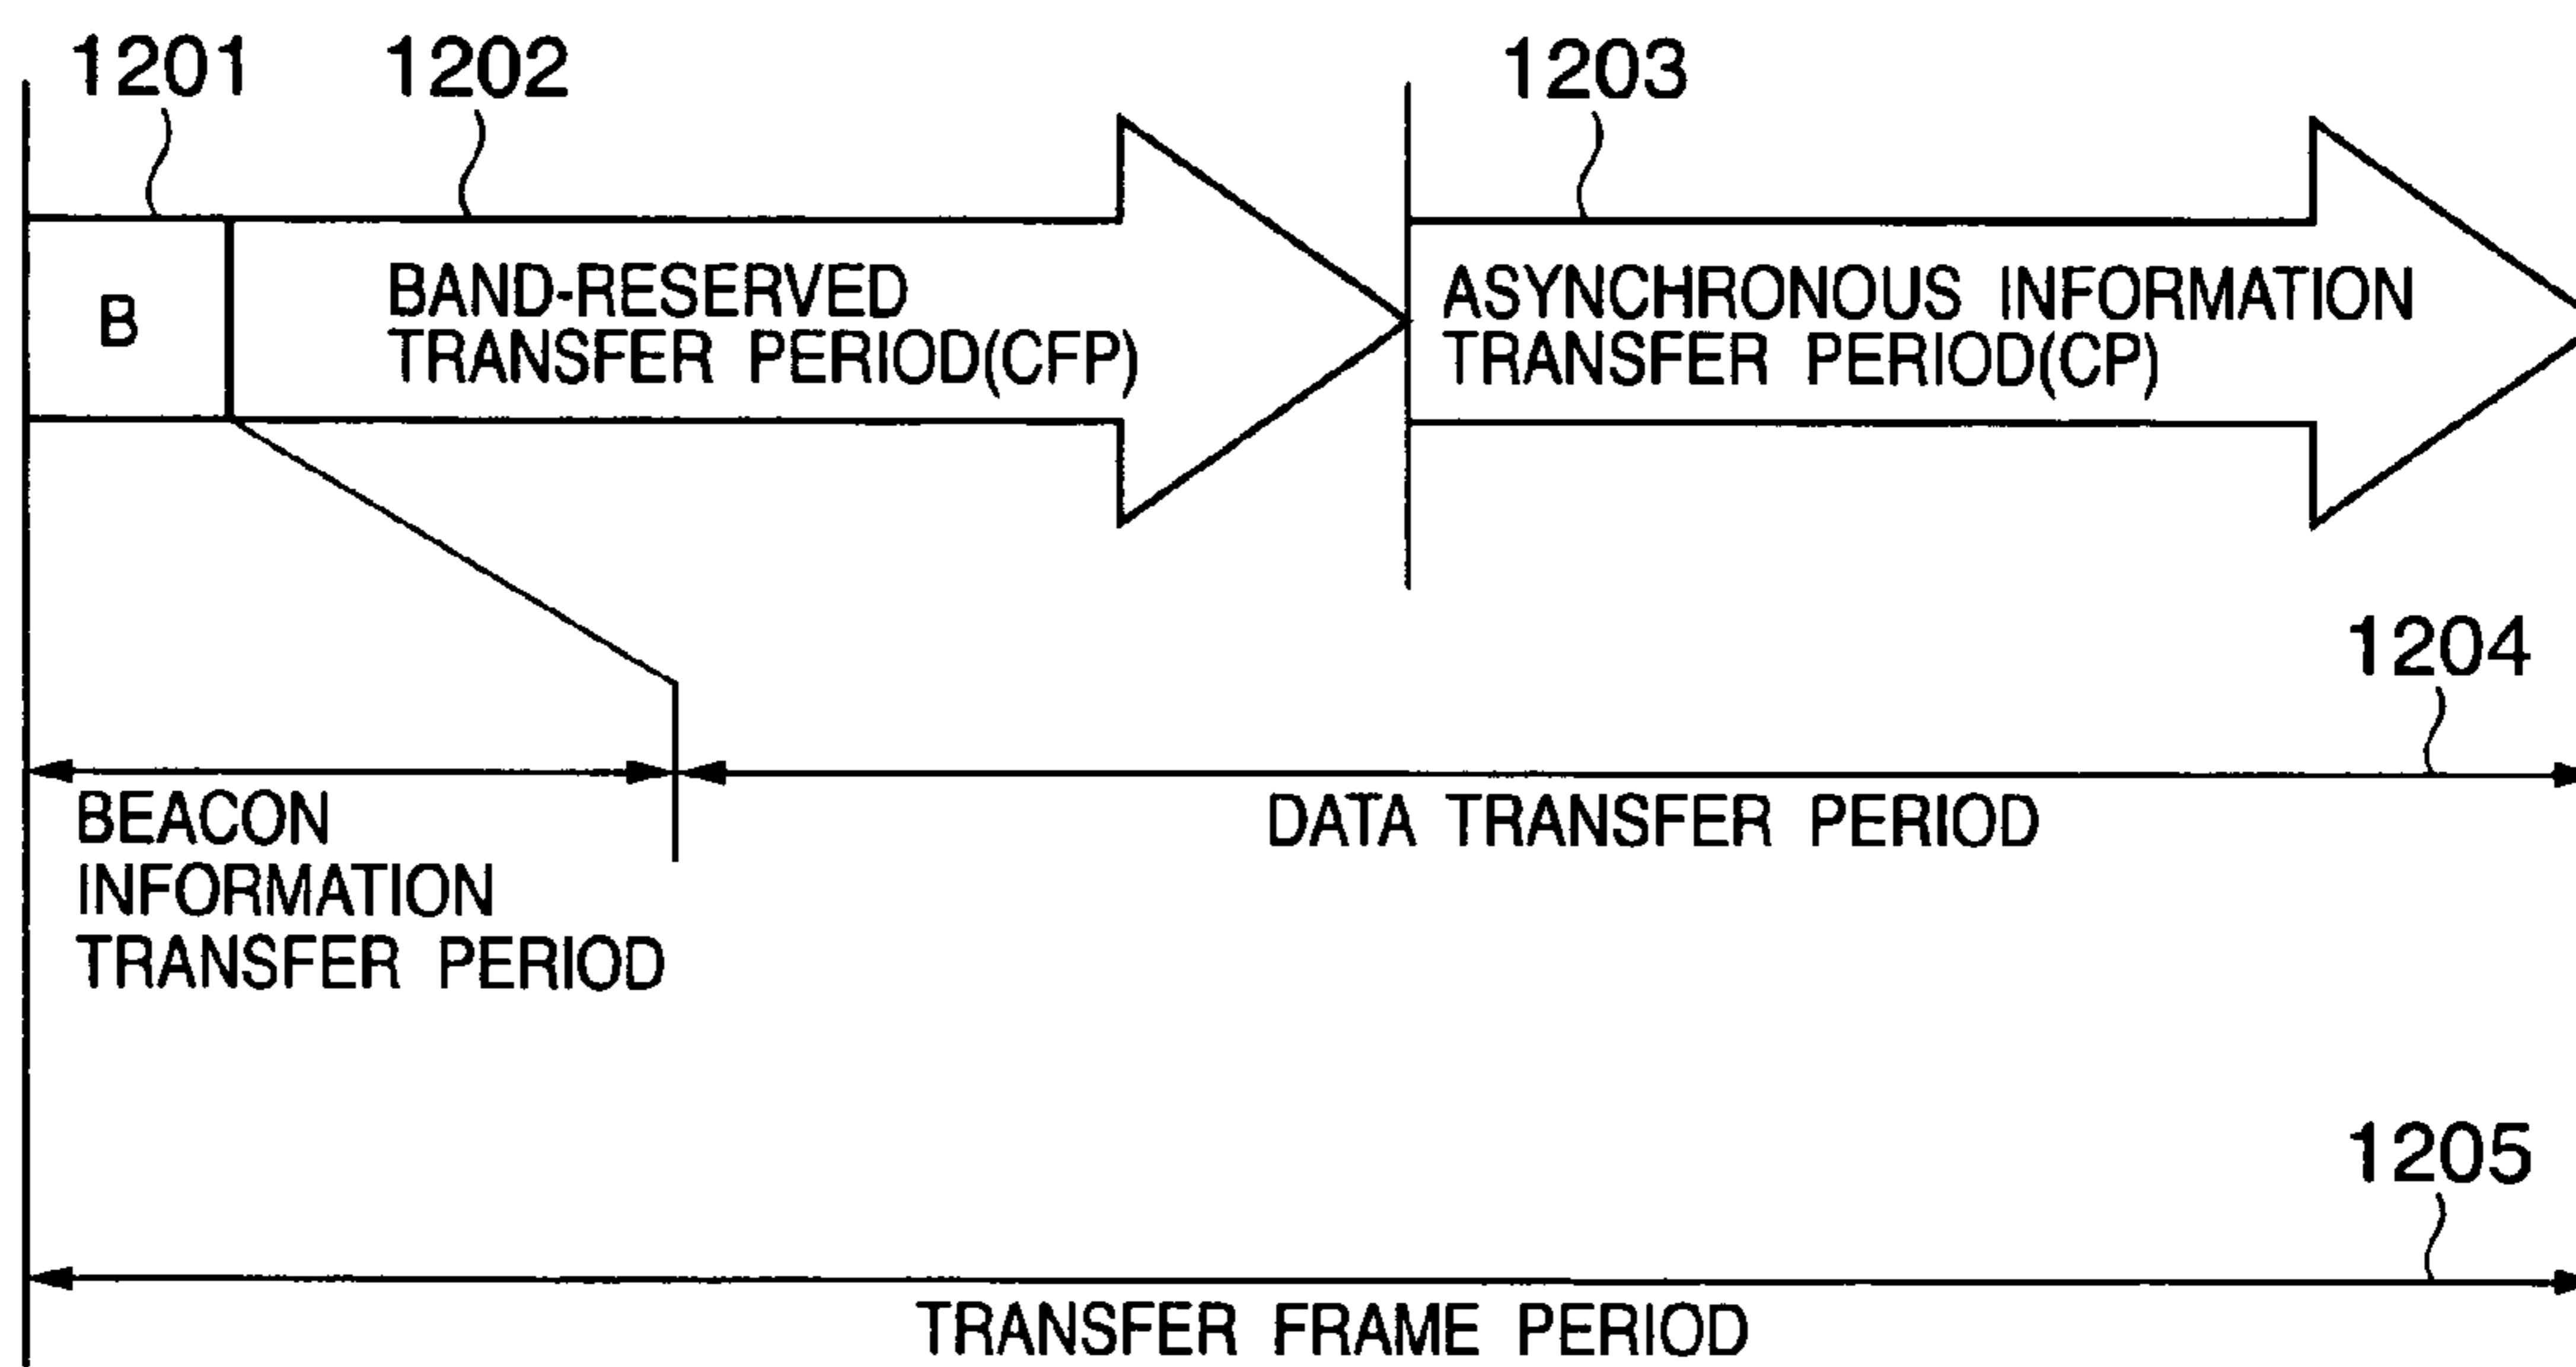 1201
1202
1203
B
BAND-RESERVED
TRANSFER PERIOD(CFP)
ASYNCHRONOUS INFORMATION
TRANSFER PERIOD(CP)
1204
BEACON
INFORMATION
TRANSFER PERIOD
DATA TRANSFER PERIOD
1205
TRANSFER FRAME PERIOD